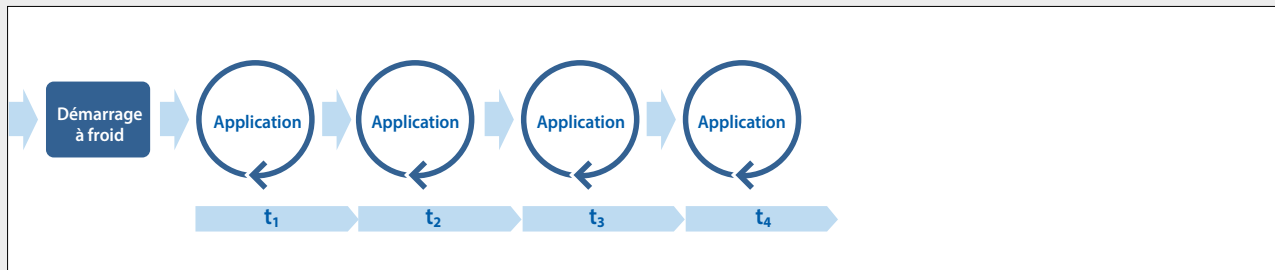 Démarrage
à froid
Application
Application
Application
Application
t1
t2
t3
t4